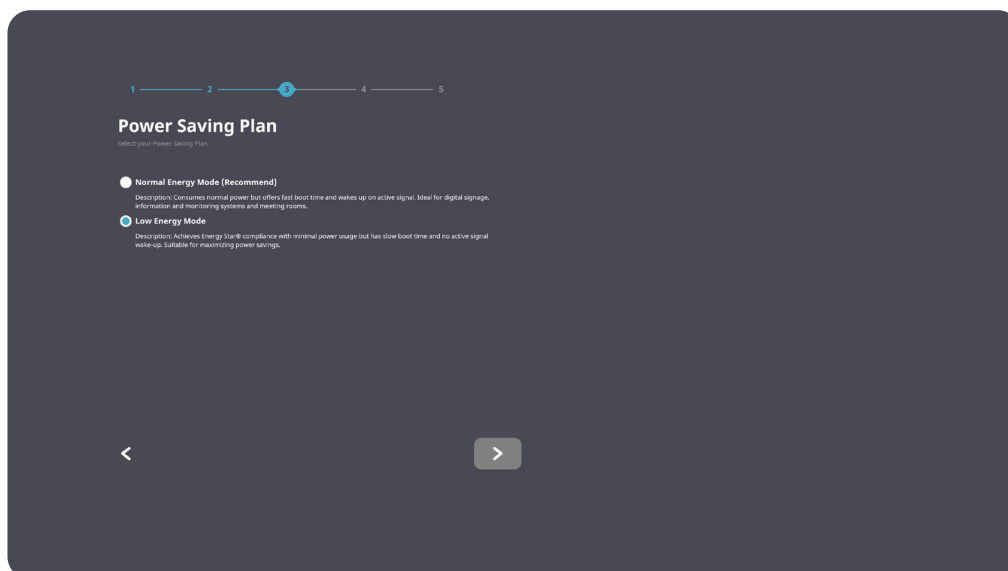 1 2 3 4 5
Power Saving Plan
Select your Power Saving Plan
Normal Energy Mode (Recommend)
Description: Consumes normal power but offers fast boot time and wakes up on active signal. Ideal for digital signage,
information and monitoring systems and meeting rooms.
Low Energy Mode
Description: Achieves Energy Star® compliance with minimal power usage but has slow boot time and no active signal
wake-up. Suitable for maximizing power savings.